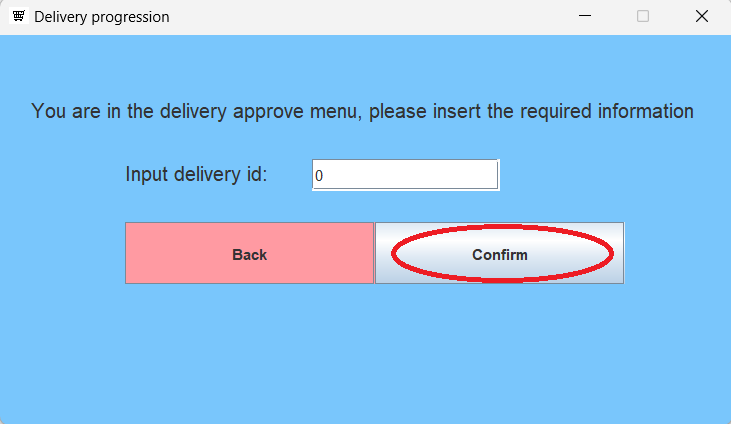 Delivery progression
You are in the delivery approve menu, please insert the required information
Input delivery id: 0
Back Confirm